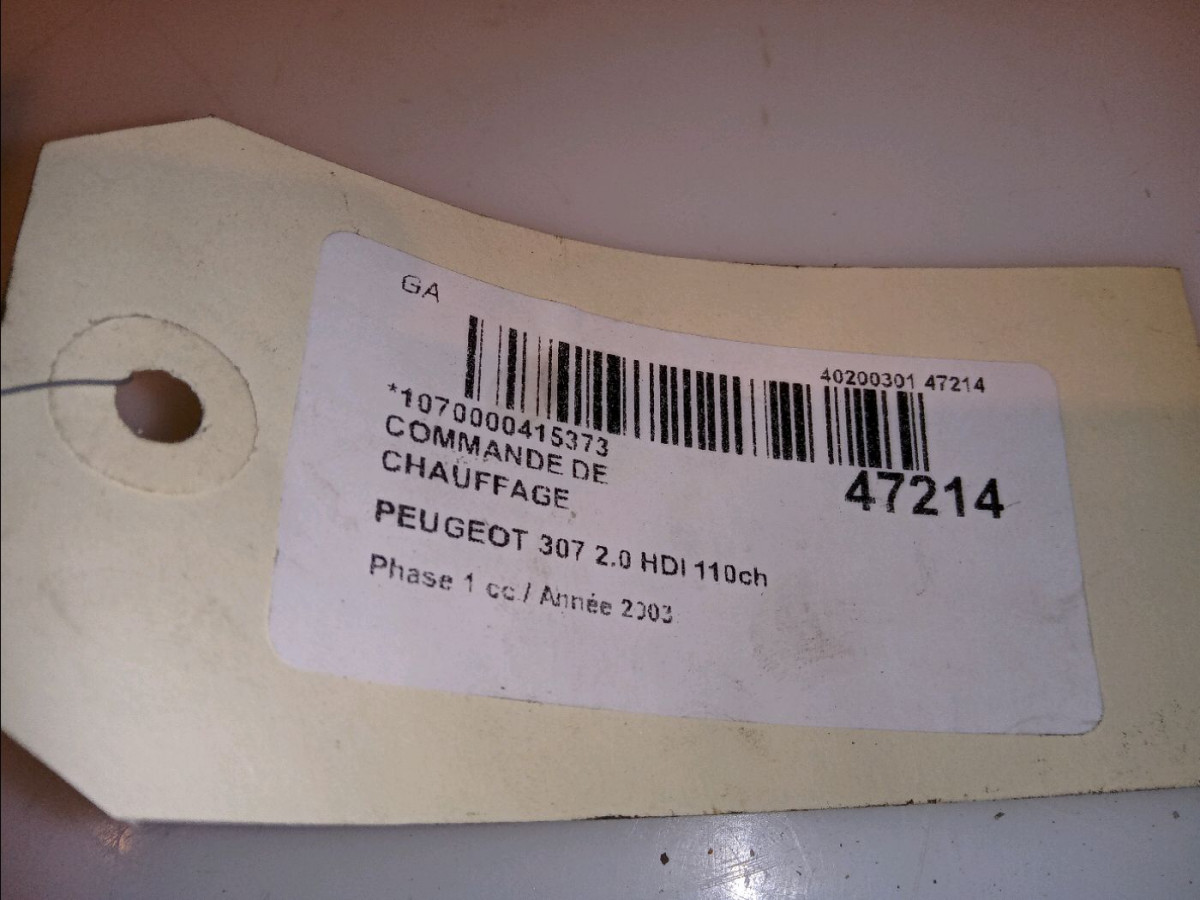 GA
40200301 47214
*1070000415373
COMMANDE DE
CHAUFFAGE
47214
PEUGEOT 307 2.0 HDI 110ch
Phase 1 cc / Année 2003